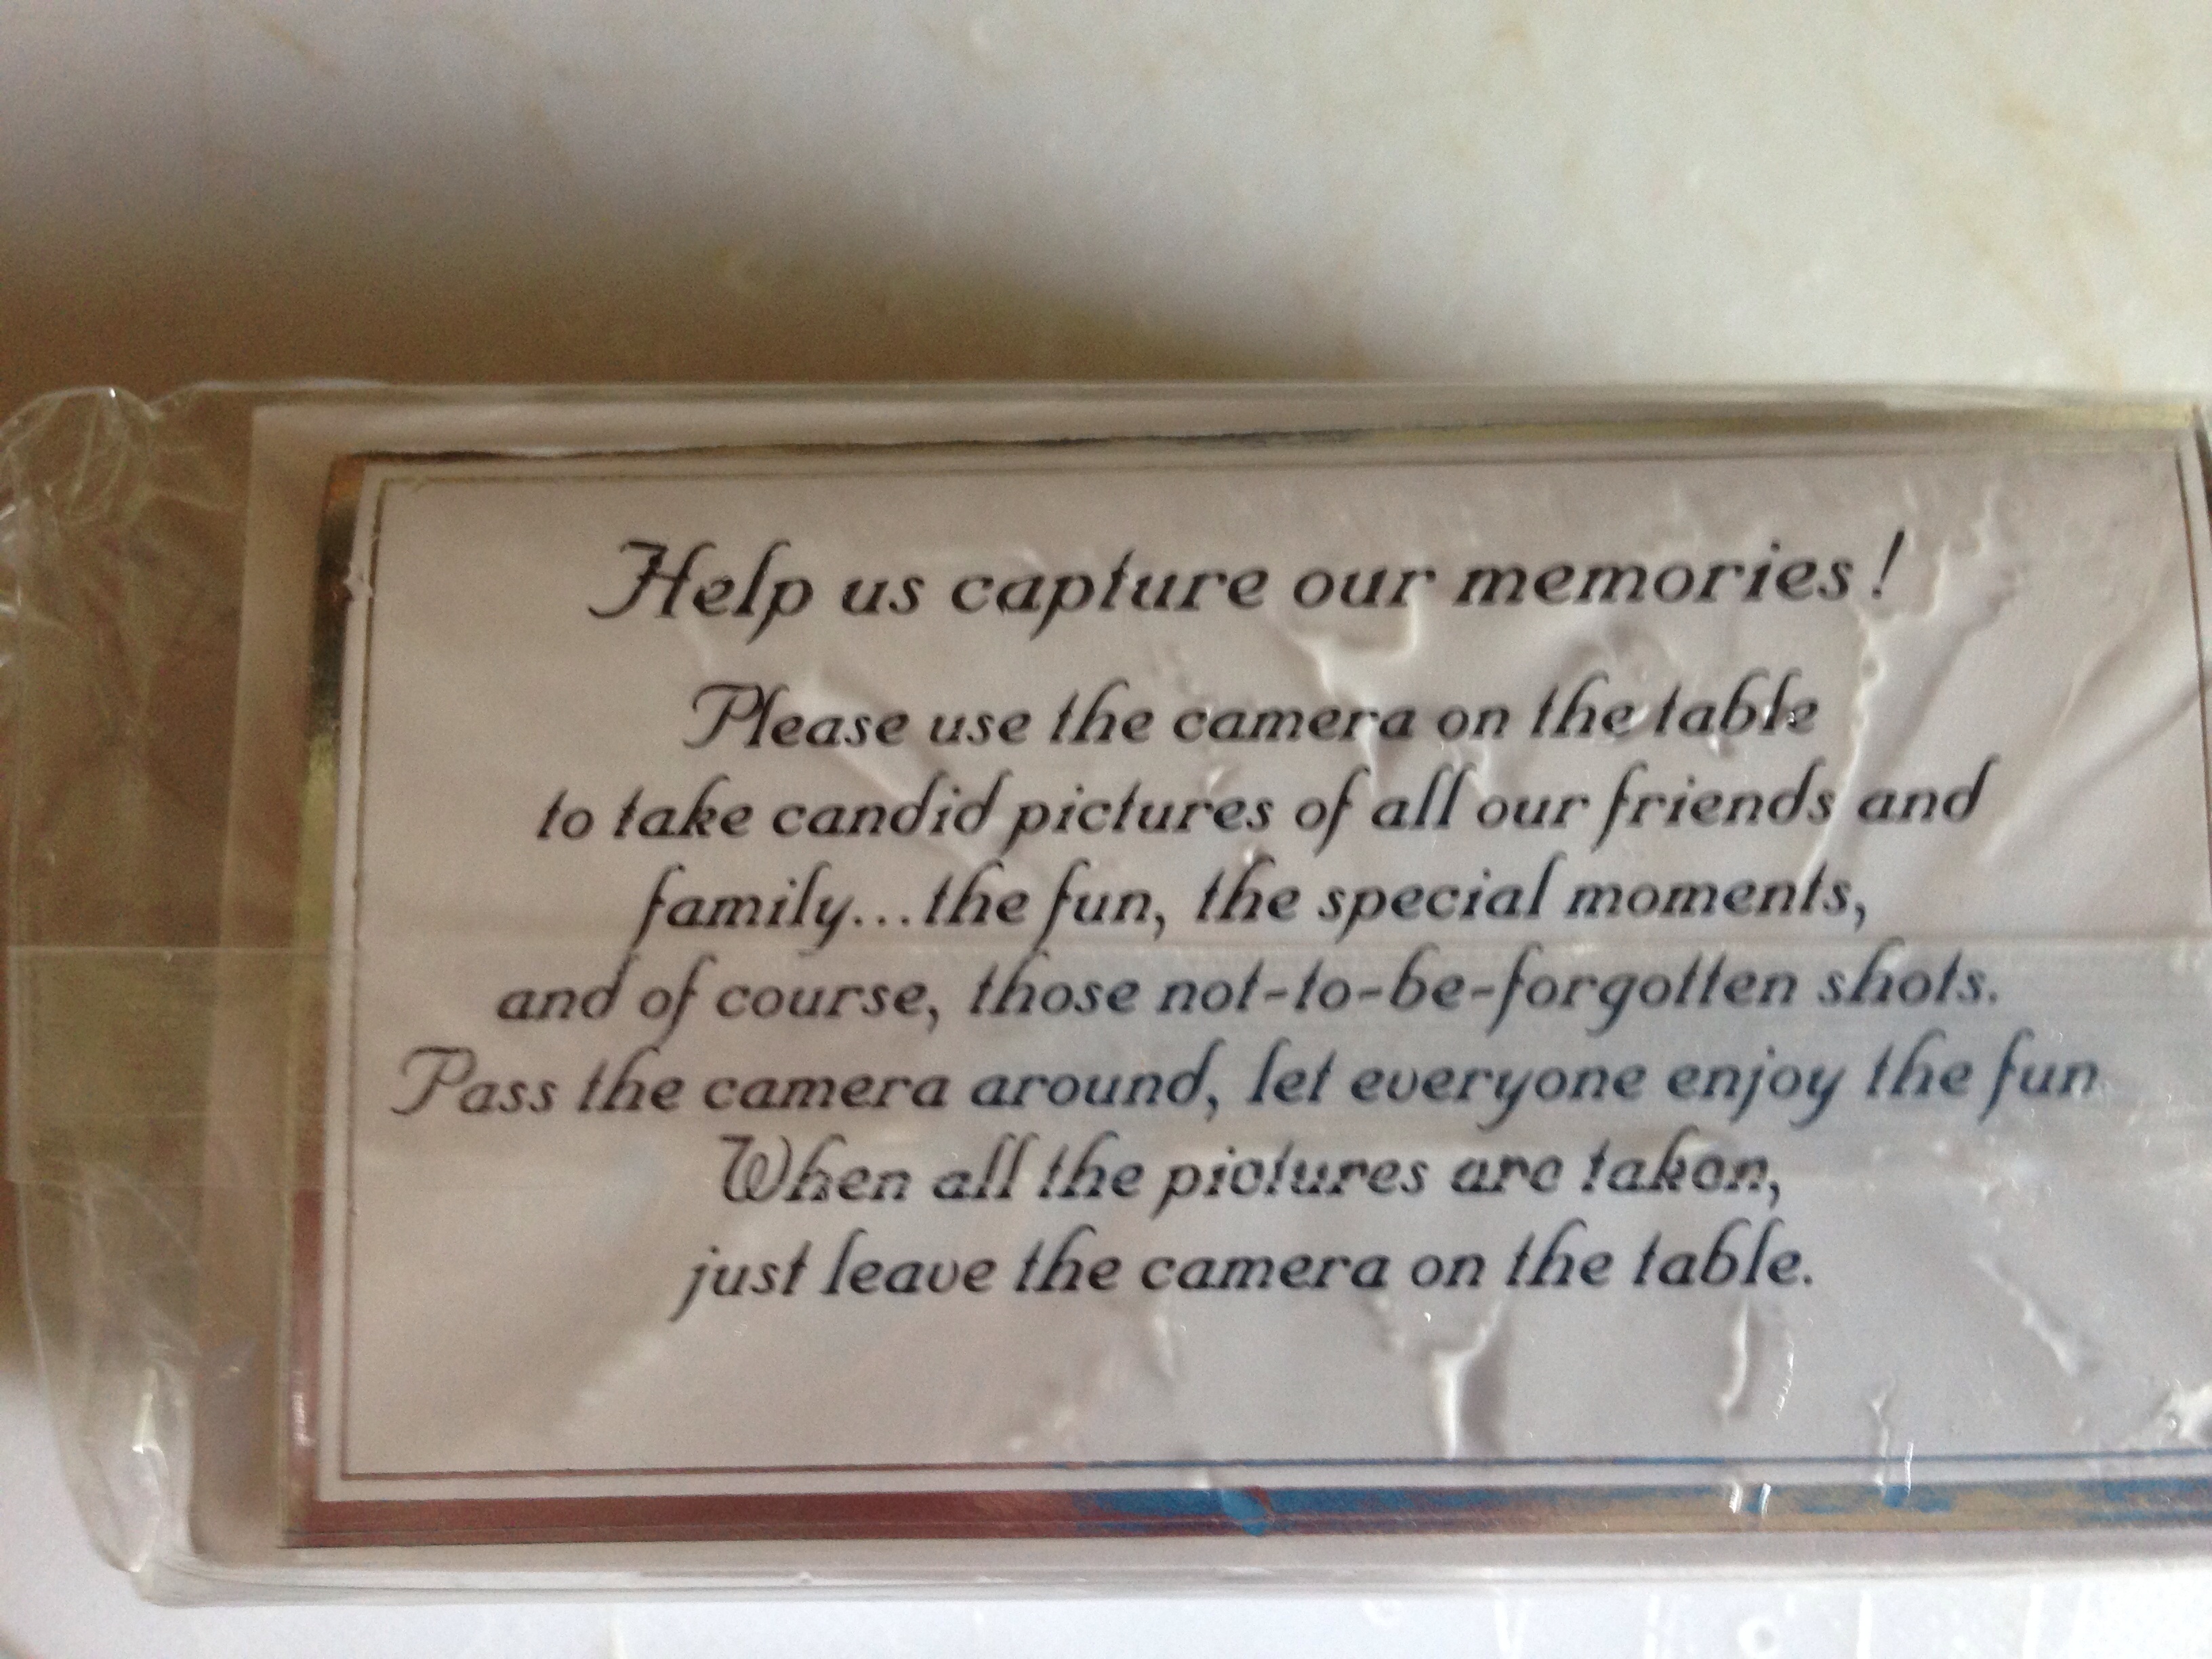 Help us capture our memories!
Please use the camera on the table
to take candid pictures of all our friends and
family...the fun, the special moments,
and of course, those not-to-be-forgotten shots.
Pass the camera around, let everyone enjoy the fun
When all the pictures are taken,
just leave the camera on the table.